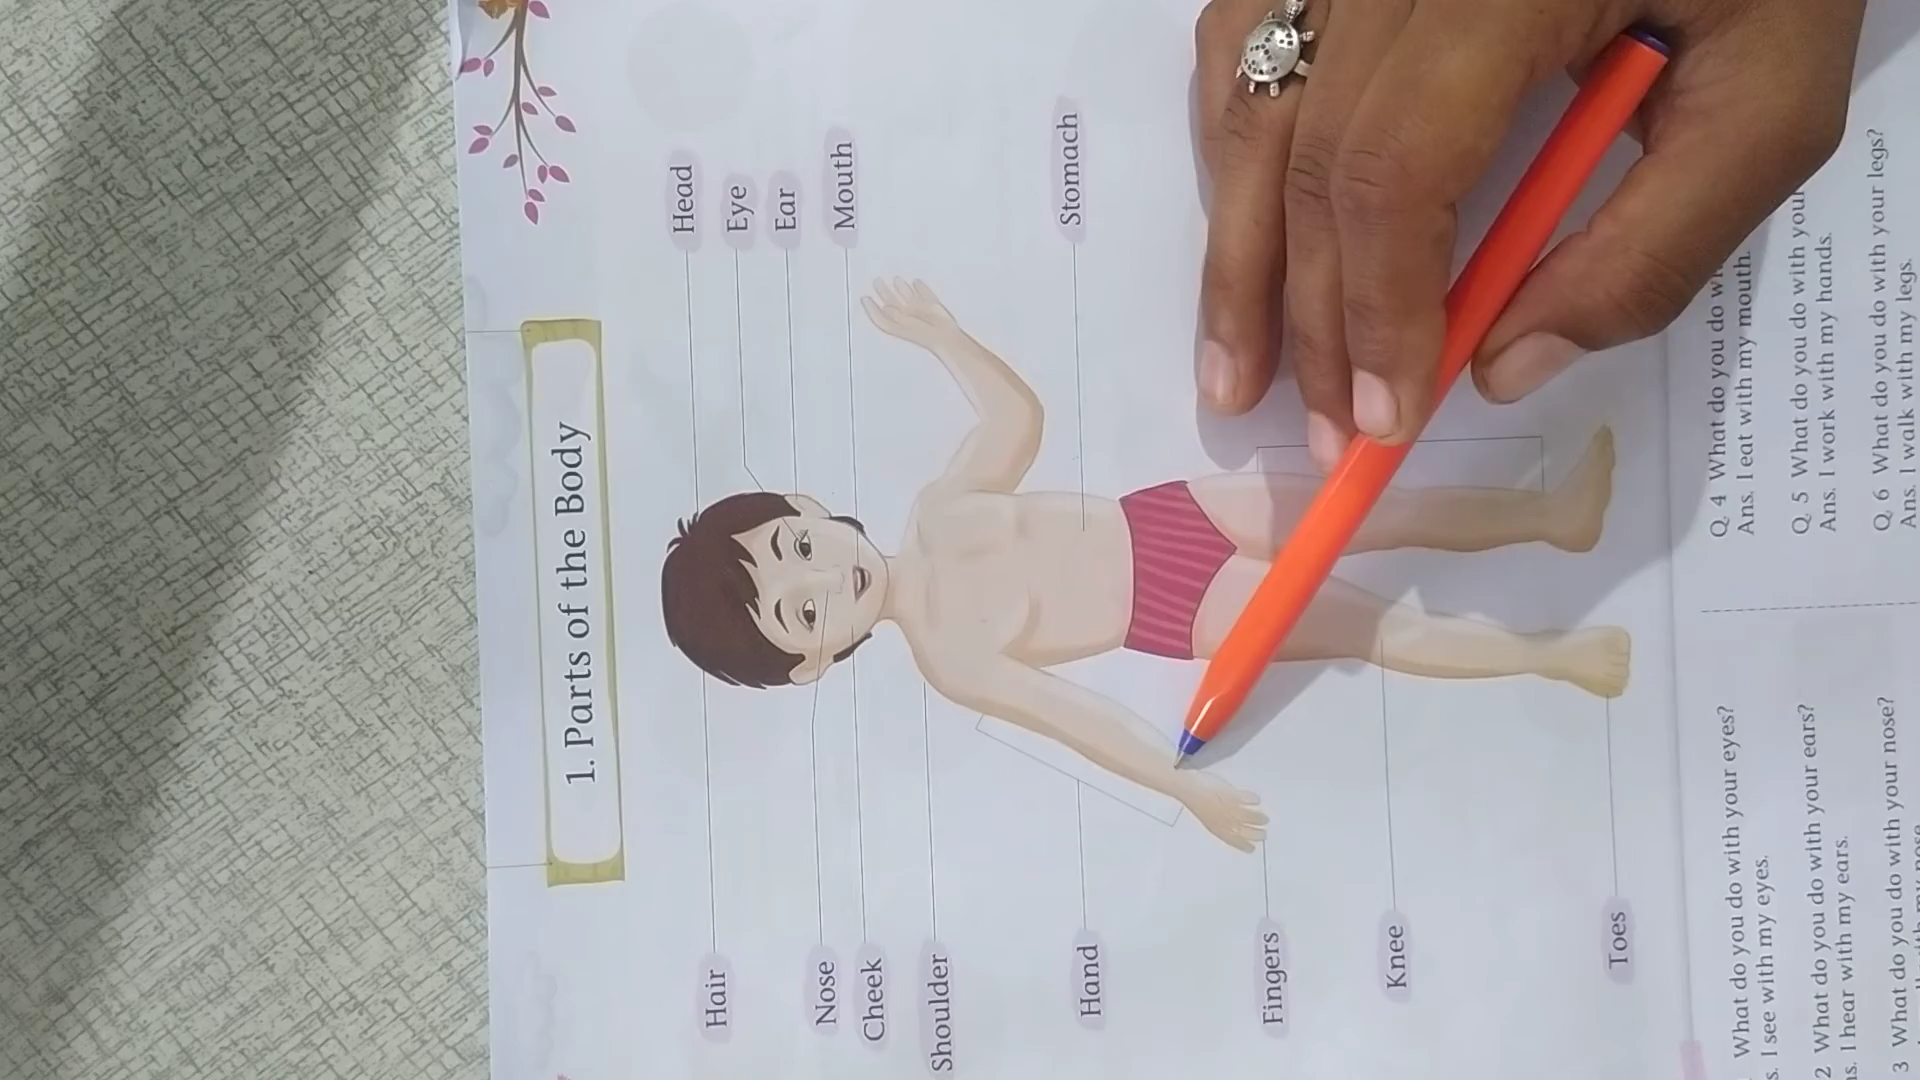 1. Parts of the Body
Head
Eye
Ear
Mouth
Stomach
Hair
Nose
Cheek
Shoulder
Hand
Fingers
Knee
Toes
What do you do with your eyes?
I see with my eyes.
2 What do you do with your ears?
I hear with my ears.
3 What do you do with your nose?
Q. 4 What do you do
Ans. I eat with my mouth.
Q. 5 What do you do with your
Ans. I work with my hands.
Q. 6 What do you do with your legs?
Ans. I walk with my legs.